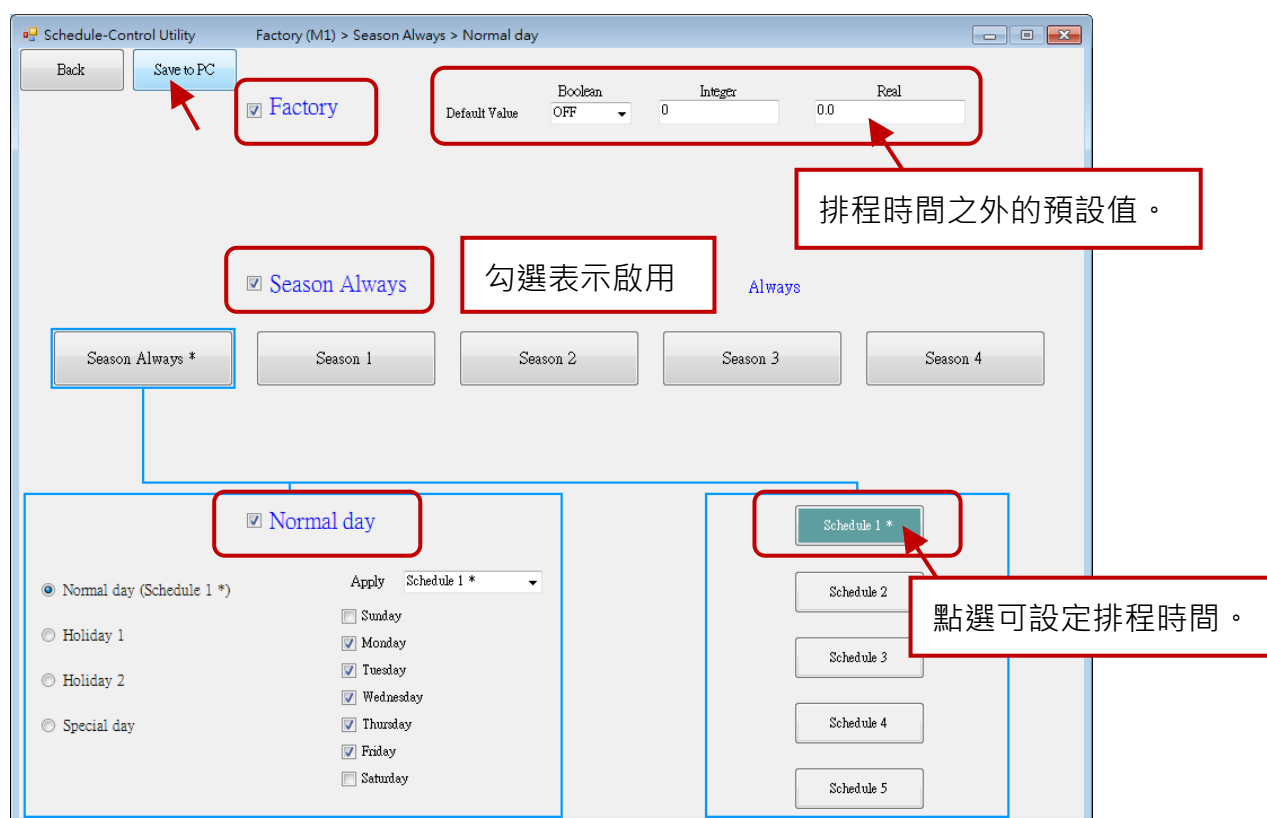 Schedule-Control Utility Factory (M1) > Season Always > Normal day
Back Save to PC
Factory
Boolean Integer Real
Default Value OFF 0 0.0
排程時間之外的預設值。
Season Always
勾選表示啟用
Always
Season Always * Season 1 Season 2 Season 3 Season 4
Normal day
Normal day (Schedule 1 *)
Holiday 1
Holiday 2
Special day
Apply Schedule 1 *
Sunday
Monday
Tuesday
Wednesday
Thursday
Friday
Saturday
Schedule 1 *
Schedule 2
點選可設定排程時間。
Schedule 3
Schedule 4
Schedule 5